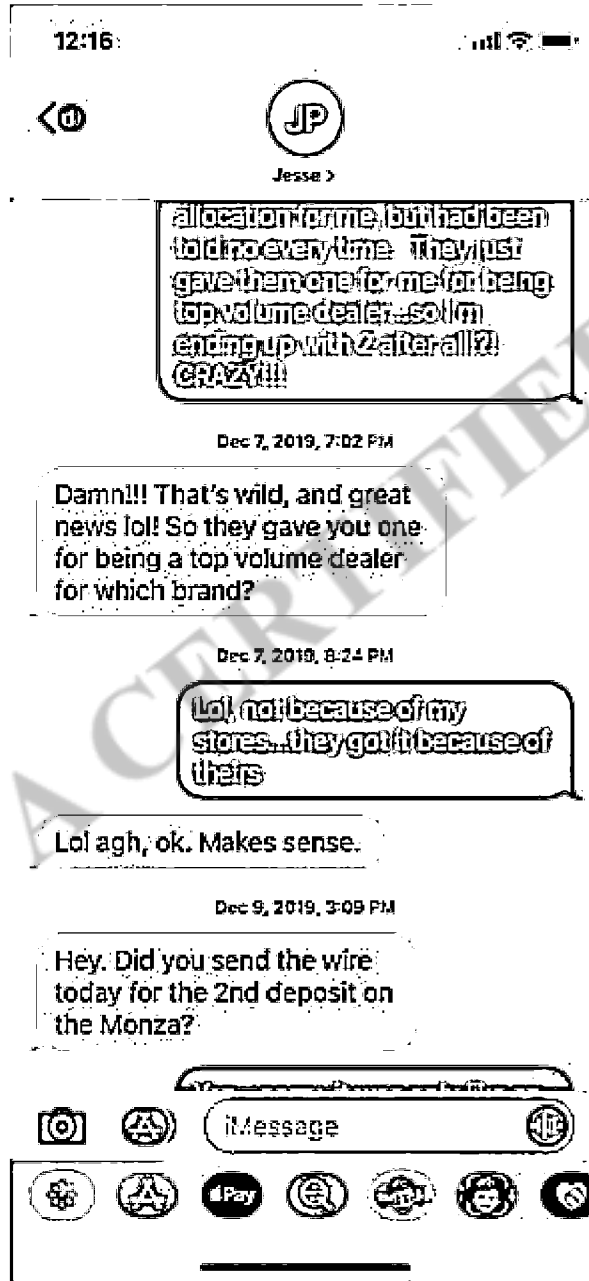 12:16
JP
Jesse >
allocation for me, but had been
told no every time. They just
gave them one for me for being
top volume dealer...so I'm
ending up with 2 after all?!
CRAZY!!!
Dec 7, 2019, 7:02 PM
Damn!!! That's wild, and great
news lol! So they gave you one
for being a top volume dealer
for which brand?
Dec 7, 2019, 8:24 PM
Lol, not because of my
stores...they got it because of
theirs
Lol agh, ok. Makes sense.
Dec 9, 2019, 3:09 PM
Hey. Did you send the wire
today for the 2nd deposit on
the Monza?
iMessage
Pay
A CERTIFIE